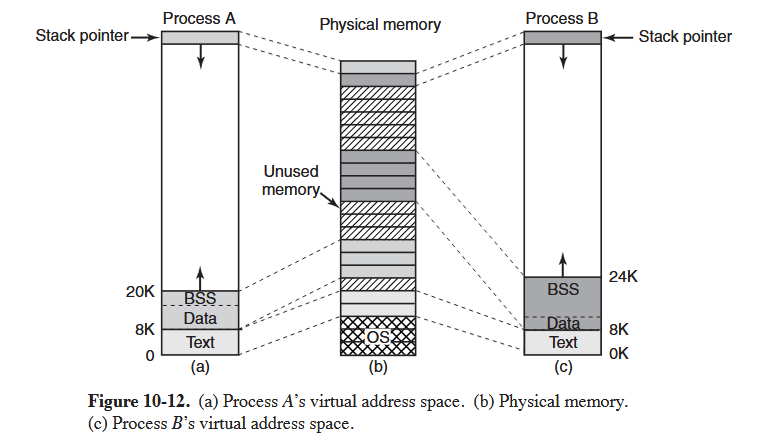 Process A
Physical memory
Process B
Stack pointer
Stack pointer
Unused
memory
20K
BSS
Data
8K
Text
0
OS
24K
BSS
Data
8K
Text
0K
(a)
(b)
(c)
Figure 10-12. (a) Process A's virtual address space. (b) Physical memory.
(c) Process B's virtual address space.